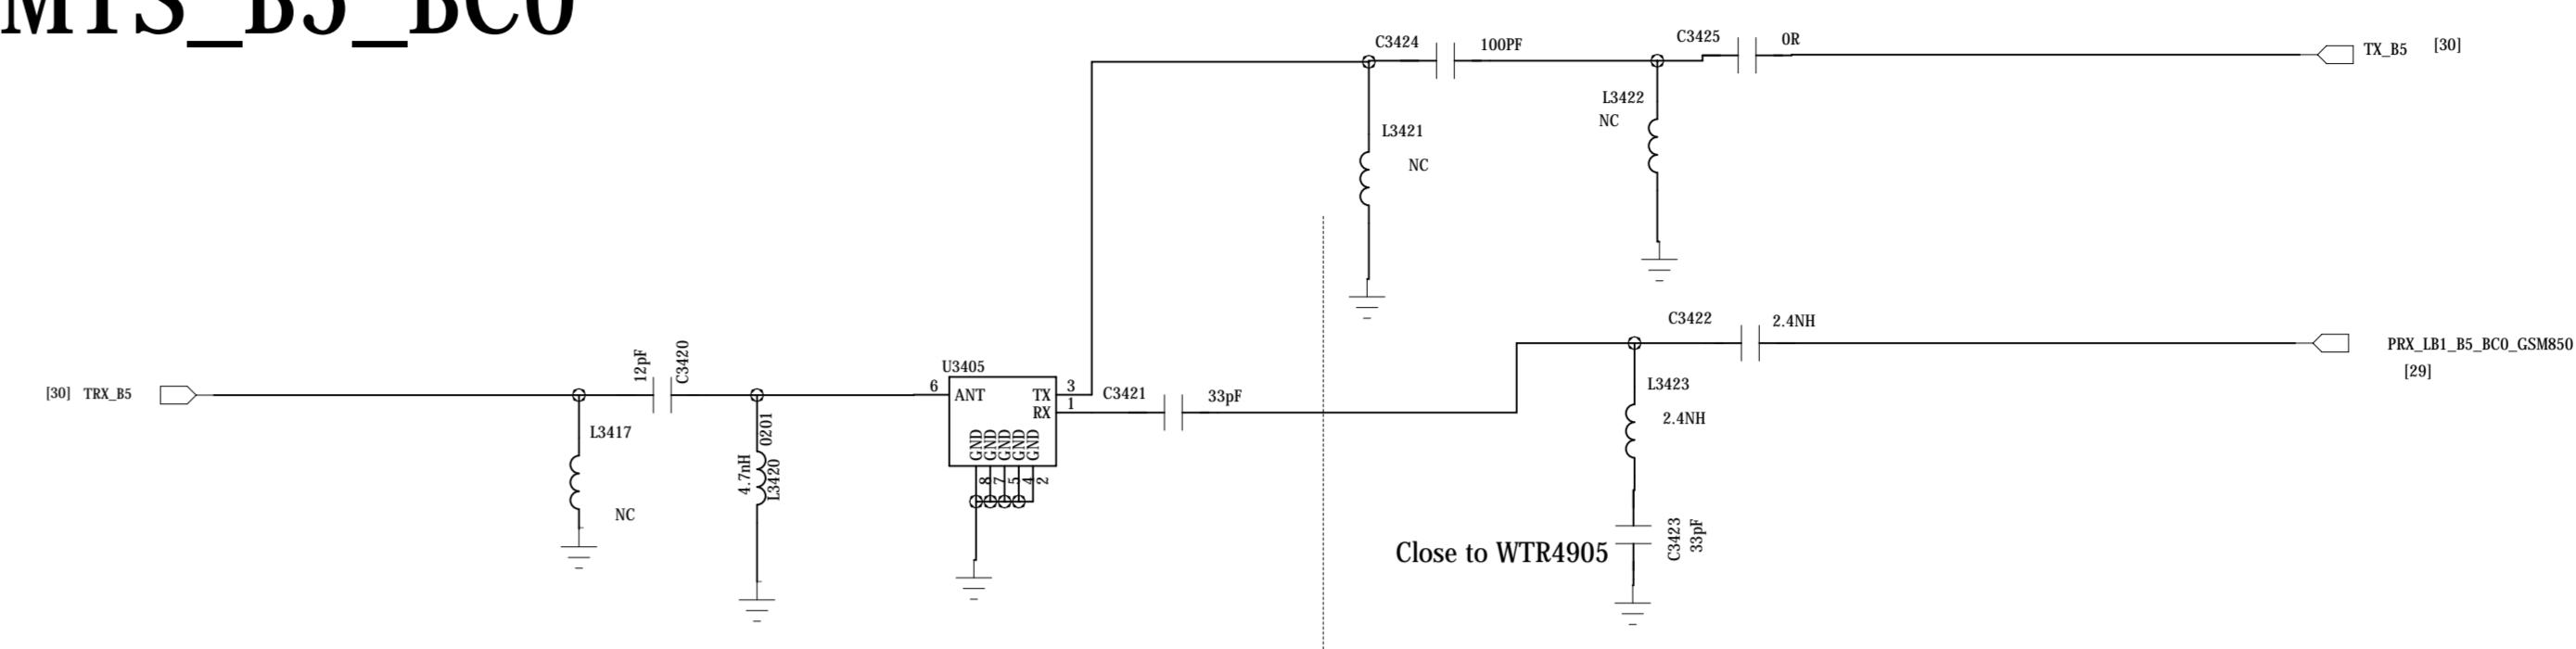 MTS_B5_BC0
C3424 100PF
C3425 0R
TX_B5 [30]
L3422
NC
L3421
NC
C3422 2.4NH
PRX_LB1_B5_BC0_GSM850
[29]
12pF
C3420
U3405
[30] TRX_B5
6 ANT TX 3
RX 1
C3421 33pF
L3423
2.4NH
L3417
NC
0201
4.7nH
L3420
GND GND GND GND GND
8 7 5 4 2
Close to WTR4905
C3423
33pF